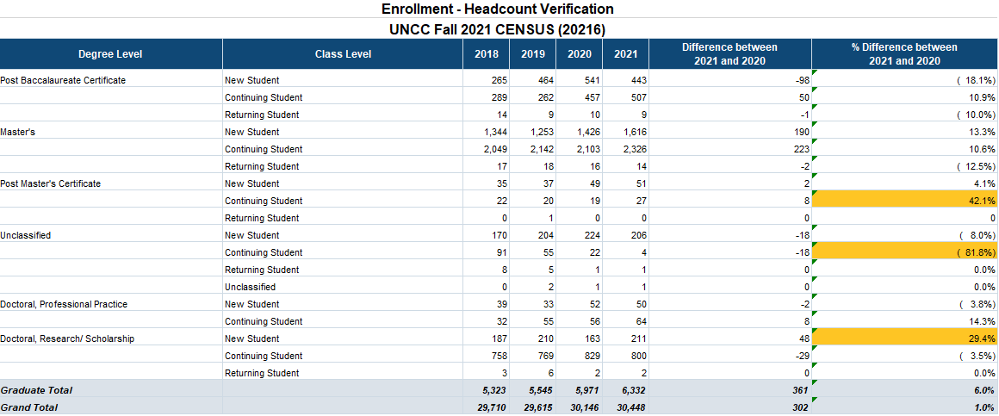 Enrollment - Headcount Verification
UNCC Fall 2021 CENSUS (20216)
Degree Level Class Level 2018 2019 2020 2021 Difference between 2021 and 2020 % Difference between 2021 and 2020
Post Baccalaureate Certificate New Student 265 464 541 443 -98 ( 18.1%)
Continuing Student 289 262 457 507 50 10.9%
Returning Student 14 9 10 9 -1 ( 10.0%)
Master's New Student 1,344 1,253 1,426 1,616 190 13.3%
Continuing Student 2,049 2,142 2,103 2,326 223 10.6%
Returning Student 17 18 16 14 -2 ( 12.5%)
Post Master's Certificate New Student 35 37 49 51 2 4.1%
Continuing Student 22 20 19 27 8 42.1%
Returning Student 0 1 0 0 0 0
Unclassified New Student 170 204 224 206 -18 ( 8.0%)
Continuing Student 91 55 22 4 -18 ( 81.8%)
Returning Student 8 5 1 1 0 0.0%
Unclassified 0 2 1 1 0 0.0%
Doctoral, Professional Practice New Student 39 33 52 50 -2 ( 3.8%)
Continuing Student 32 55 56 64 8 14.3%
Doctoral, Research/ Scholarship New Student 187 210 163 211 48 29.4%
Continuing Student 758 769 829 800 -29 ( 3.5%)
Returning Student 3 6 2 2 0 0.0%
Graduate Total 5,323 5,545 5,971 6,332 361 6.0%
Grand Total 29,710 29,615 30,146 30,448 302 1.0%